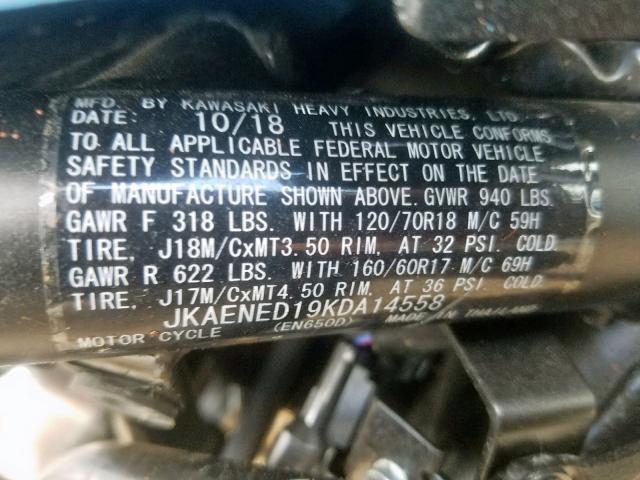 MFD. BY KAWASAKI HEAVY INDUSTRIES, LTD.
DATE: 10/18 THIS VEHICLE CONFORMS
TO ALL APPLICABLE FEDERAL MOTOR VEHICLE
SAFETY STANDARDS IN EFFECT ON THE DATE
OF MANUFACTURE SHOWN ABOVE. GVWR 940 LBS.
GAWR F 318 LBS. WITH 120/70R18 M/C 59H
TIRE, J18M/CxMT3.50 RIM, AT 32 PSI. COLD.
GAWR R 622 LBS. WITH 160/60R17 M/C 69H
TIRE, J17M/CxMT4.50 RIM, AT 36 PSI. COLD.
JKAENED19KDA14558
MOTOR CYCLE (EN650D) MADE IN THAILAND